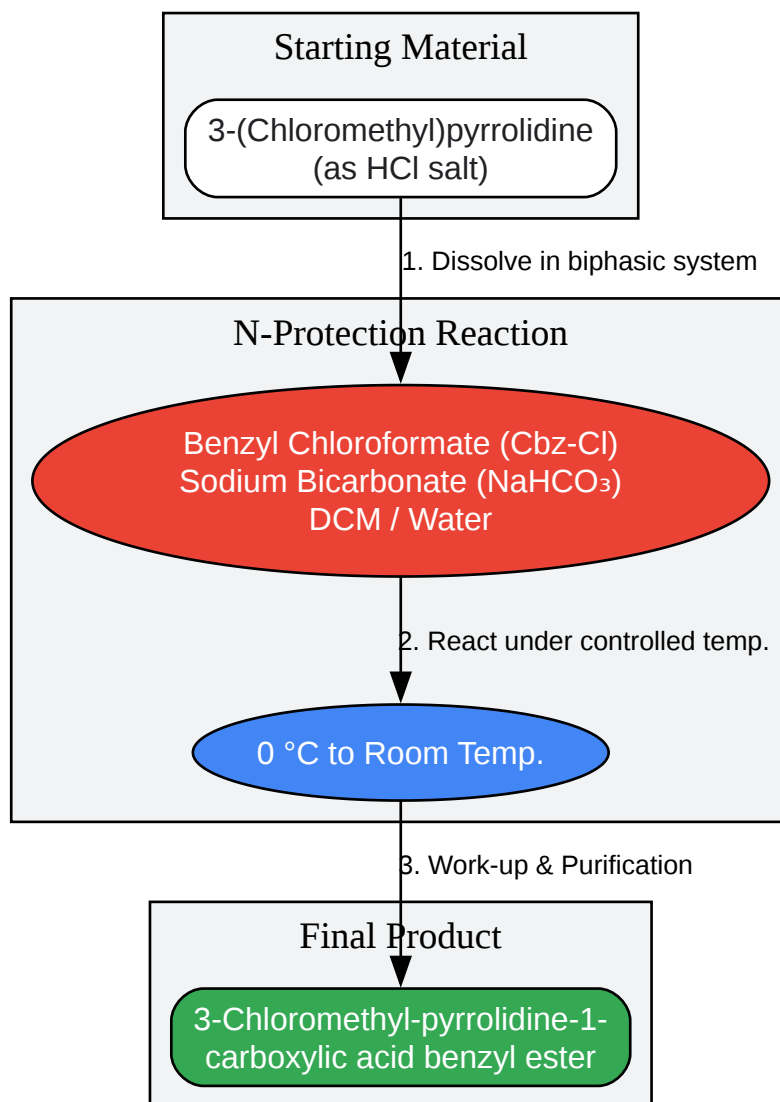 Starting Material
3-(Chloromethyl)pyrrolidine
(as HCl salt)
1. Dissolve in biphasic system
N-Protection Reaction
Benzyl Chloroformate (Cbz-Cl)
Sodium Bicarbonate (NaHCO₃)
DCM / Water
2. React under controlled temp.
0 °C to Room Temp.
3. Work-up & Purification
Final Product
3-Chloromethyl-pyrrolidine-1-
carboxylic acid benzyl ester